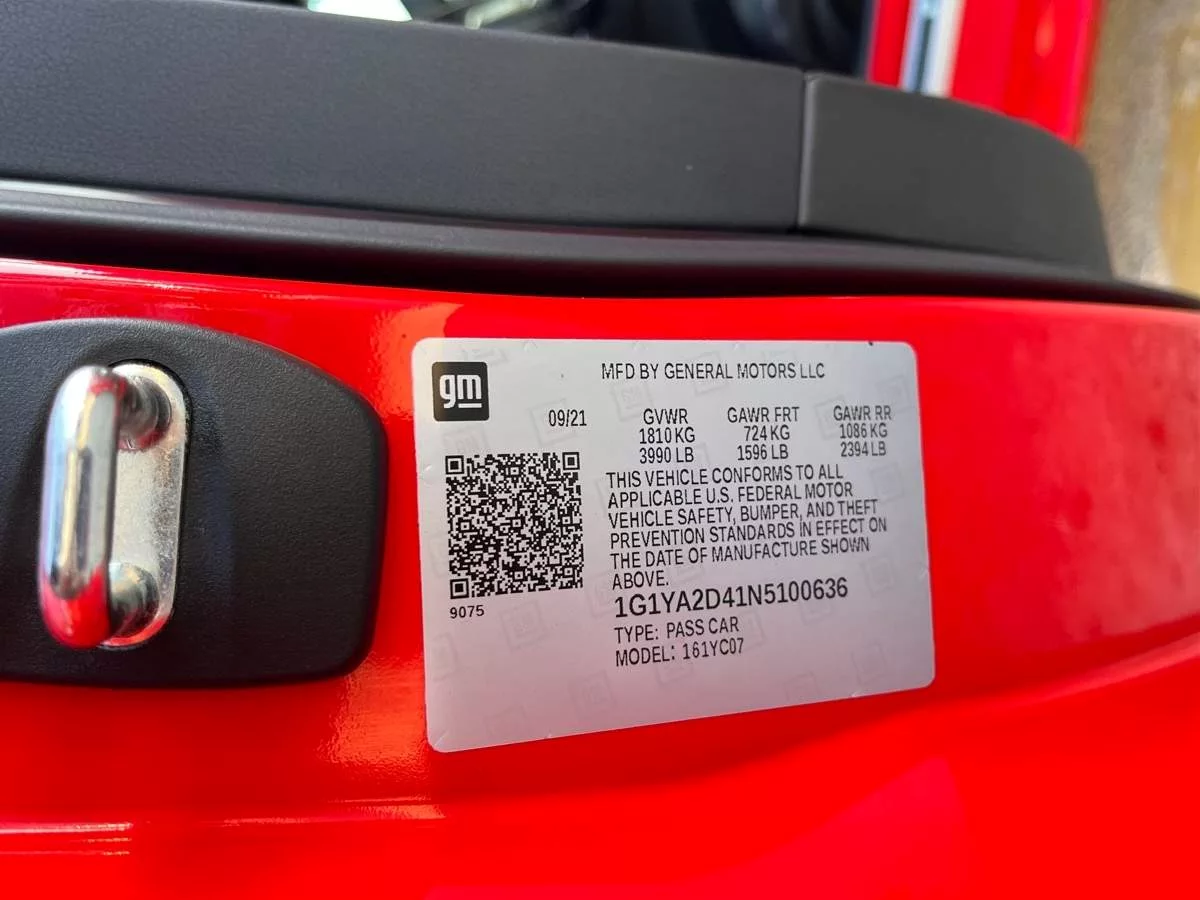 gm
MFD BY GENERAL MOTORS LLC
09/21
GVWR GAWR FRT GAWR RR
1810 KG 724 KG 1086 KG
3990 LB 1596 LB 2394 LB
THIS VEHICLE CONFORMS TO ALL
APPLICABLE U.S. FEDERAL MOTOR
VEHICLE SAFETY, BUMPER, AND THEFT
PREVENTION STANDARDS IN EFFECT ON
THE DATE OF MANUFACTURE SHOWN
ABOVE.
9075
1G1YA2D41N5100636
TYPE: PASS CAR
MODEL: 161YC07